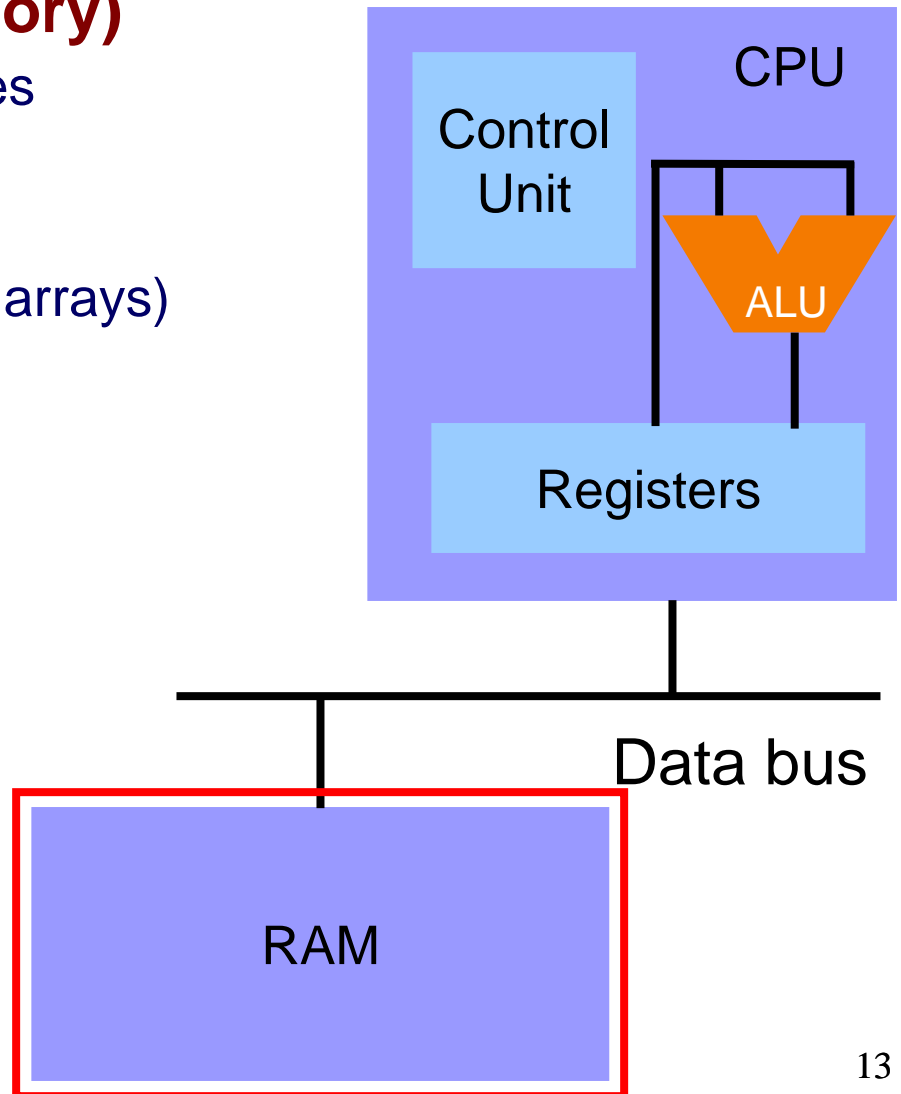 ory)
es
arrays)
CPU
Control
Unit
ALU
Registers
Data bus
RAM
13